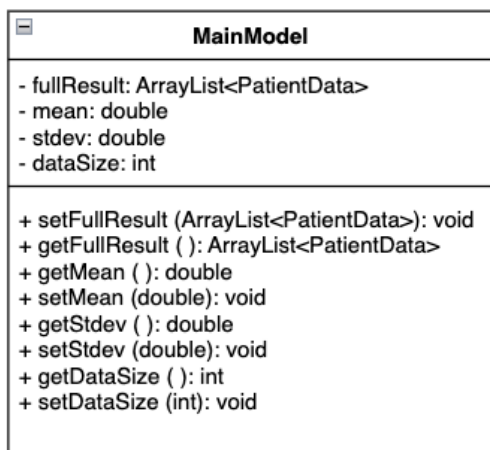 MainModel
- fullResult: ArrayList<PatientData>
- mean: double
- stdev: double
- dataSize: int
+ setFullResult (ArrayList<PatientData>): void
+ getFullResult ( ): ArrayList<PatientData>
+ getMean ( ): double
+ setMean (double): void
+ getStdev ( ): double
+ setStdev (double): void
+ getDataSize ( ): int
+ setDataSize (int): void